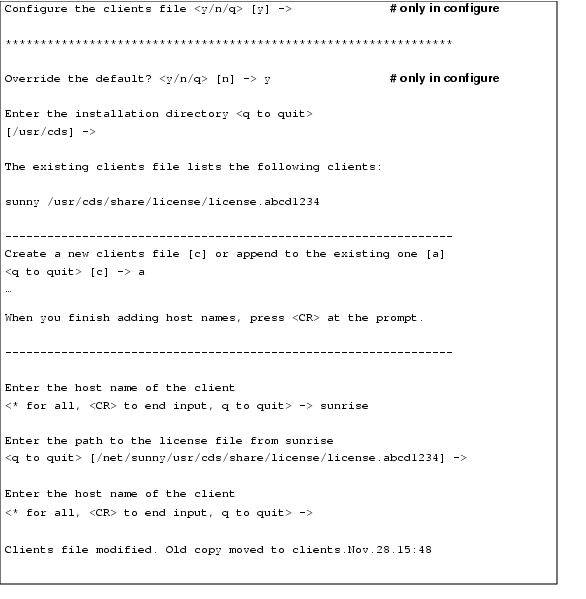 Configure the clients file <y/n/q> [y] -> # only in configure
****************************************************************
Override the default? <y/n/q> [n] -> y # only in configure
Enter the installation directory <q to quit>
[/usr/cds] ->
The existing clients file lists the following clients:
sunny /usr/cds/share/license/license.abcd1234
----------------------------------------------------------------
Create a new clients file [c] or append to the existing one [a]
<q to quit> [c] -> a
…
When you finish adding host names, press <CR> at the prompt.
----------------------------------------------------------------
Enter the host name of the client
<* for all, <CR> to end input, q to quit> -> sunrise
Enter the path to the license file from sunrise
<q to quit> [/net/sunny/usr/cds/share/license/license.abcd1234] ->
Enter the host name of the client
<* for all, <CR> to end input, q to quit> ->
Clients file modified. Old copy moved to clients.Nov.28.15:48